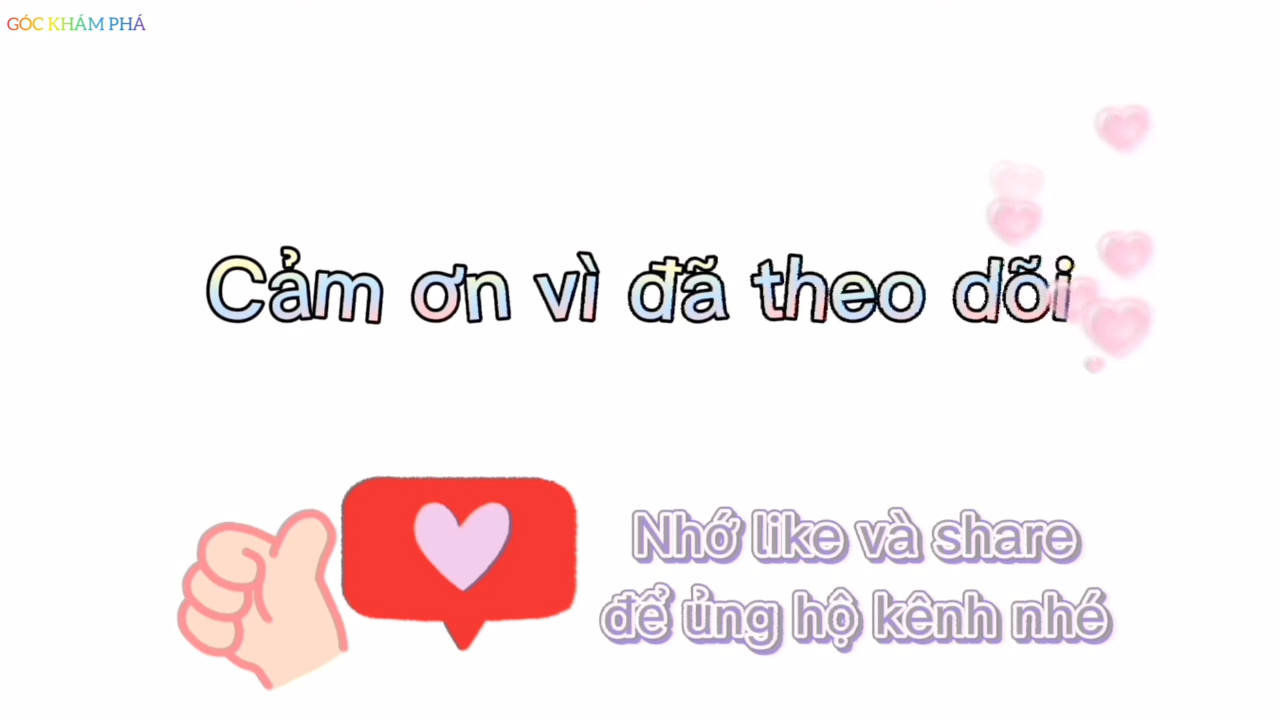 GÓC KHÁM PHÁ
Cảm ơn vì đã theo dõi
Nhớ like và share
để ủng hộ kênh nhé